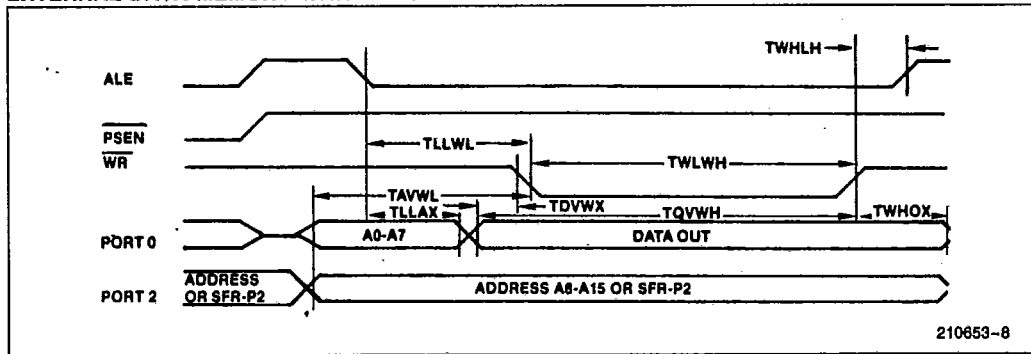 TWHLH
ALE
PSEN
TLLWL
WR
TWLWH
TAVWL
TDVWX
TLLAX
TQVWH
TWHOX
PORT 0
A0-A7
DATA OUT
ADDRESS
OR SFR-P2
PORT 2
ADDRESS A8-A15 OR SFR-P2
210653-8